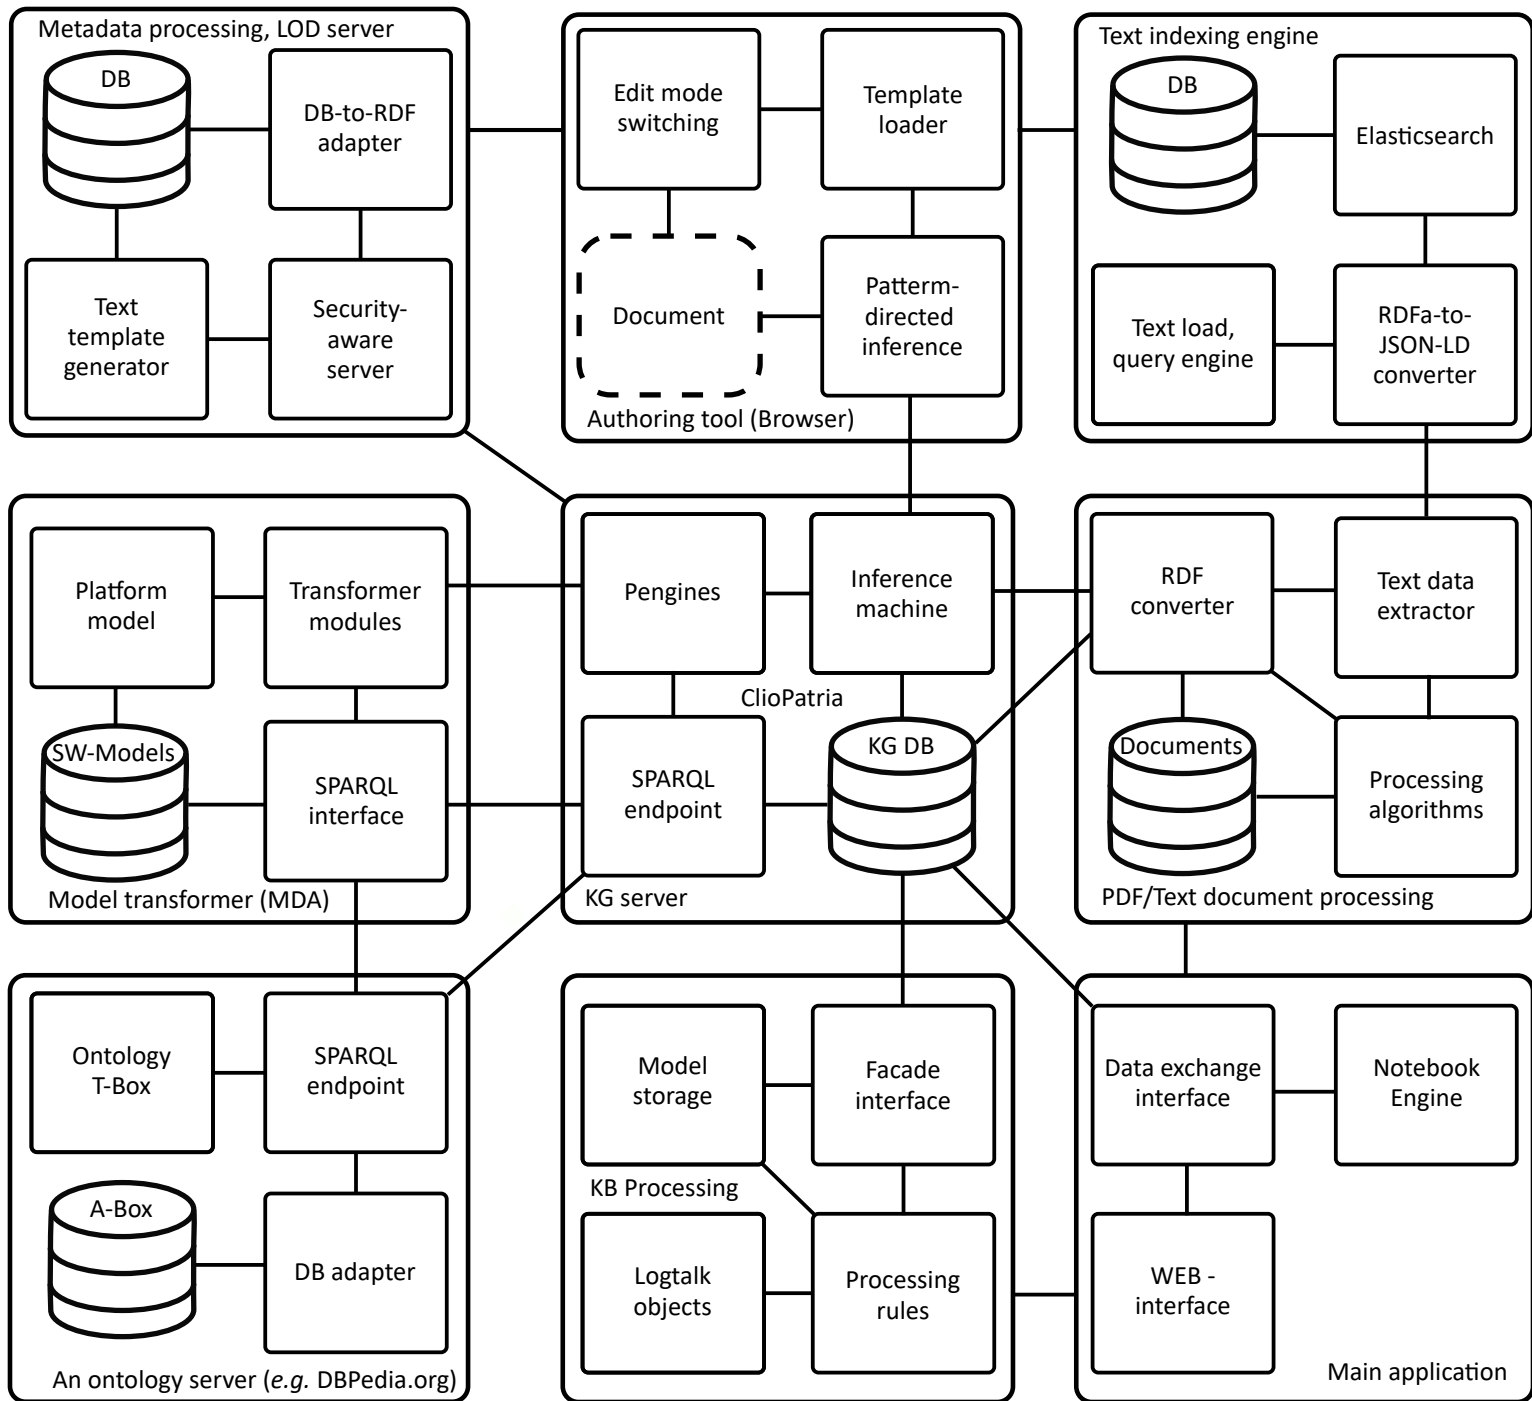 Metadata processing, LOD server
DB
DB-to-RDF
adapter
Text
template
generator
Security-
aware
server
Edit mode
switching
Template
loader
Document
Patterm-
directed
inference
Authoring tool (Browser)
Text indexing engine
DB
Elasticsearch
Text load,
query engine
RDFa-to-
JSON-LD
converter
Platform
model
Transformer
modules
SW-Models
SPARQL
interface
Model transformer (MDA)
Pengines
Inference
machine
ClioPatria
SPARQL
endpoint
KG DB
KG server
RDF
converter
Text data
extractor
Documents
Processing
algorithms
PDF/Text document processing
Ontology
T-Box
SPARQL
endpoint
A-Box
DB adapter
An ontology server (e.g. DBPedia.org)
Model
storage
Facade
interface
KB Processing
Logtalk
objects
Processing
rules
Data exchange
interface
Notebook
Engine
WEB -
interface
Main application